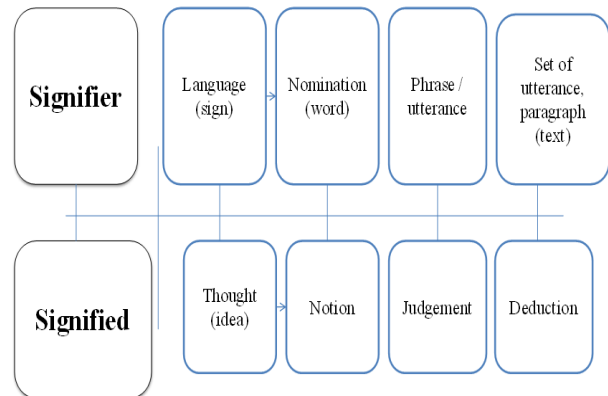 Signifier
Language
(sign)
Nomination
(word)
Phrase /
utterance
Set of
utterance,
paragraph
(text)
Signified
Thought
(idea)
Notion
Judgement
Deduction